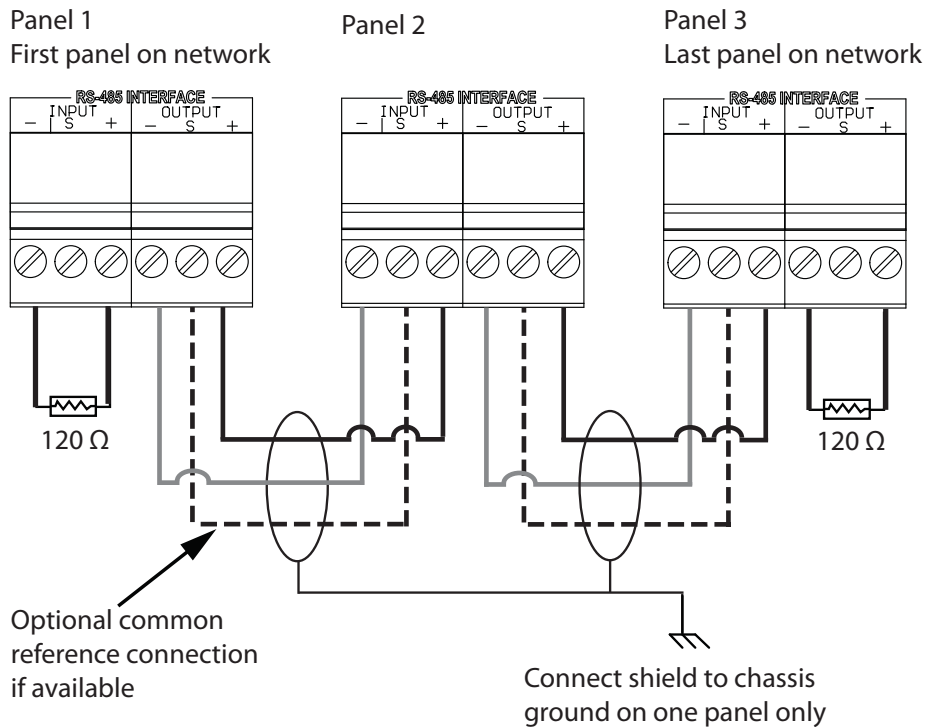 Panel 1
First panel on network
Panel 2
Panel 3
Last panel on network
RS-485 INTERFACE
INPUT OUTPUT
− S + − S +
RS-485 INTERFACE
INPUT OUTPUT
− S + − S +
RS-485 INTERFACE
INPUT OUTPUT
− S + − S +
120 Ω
120 Ω
Optional common
reference connection
if available
Connect shield to chassis
ground on one panel only